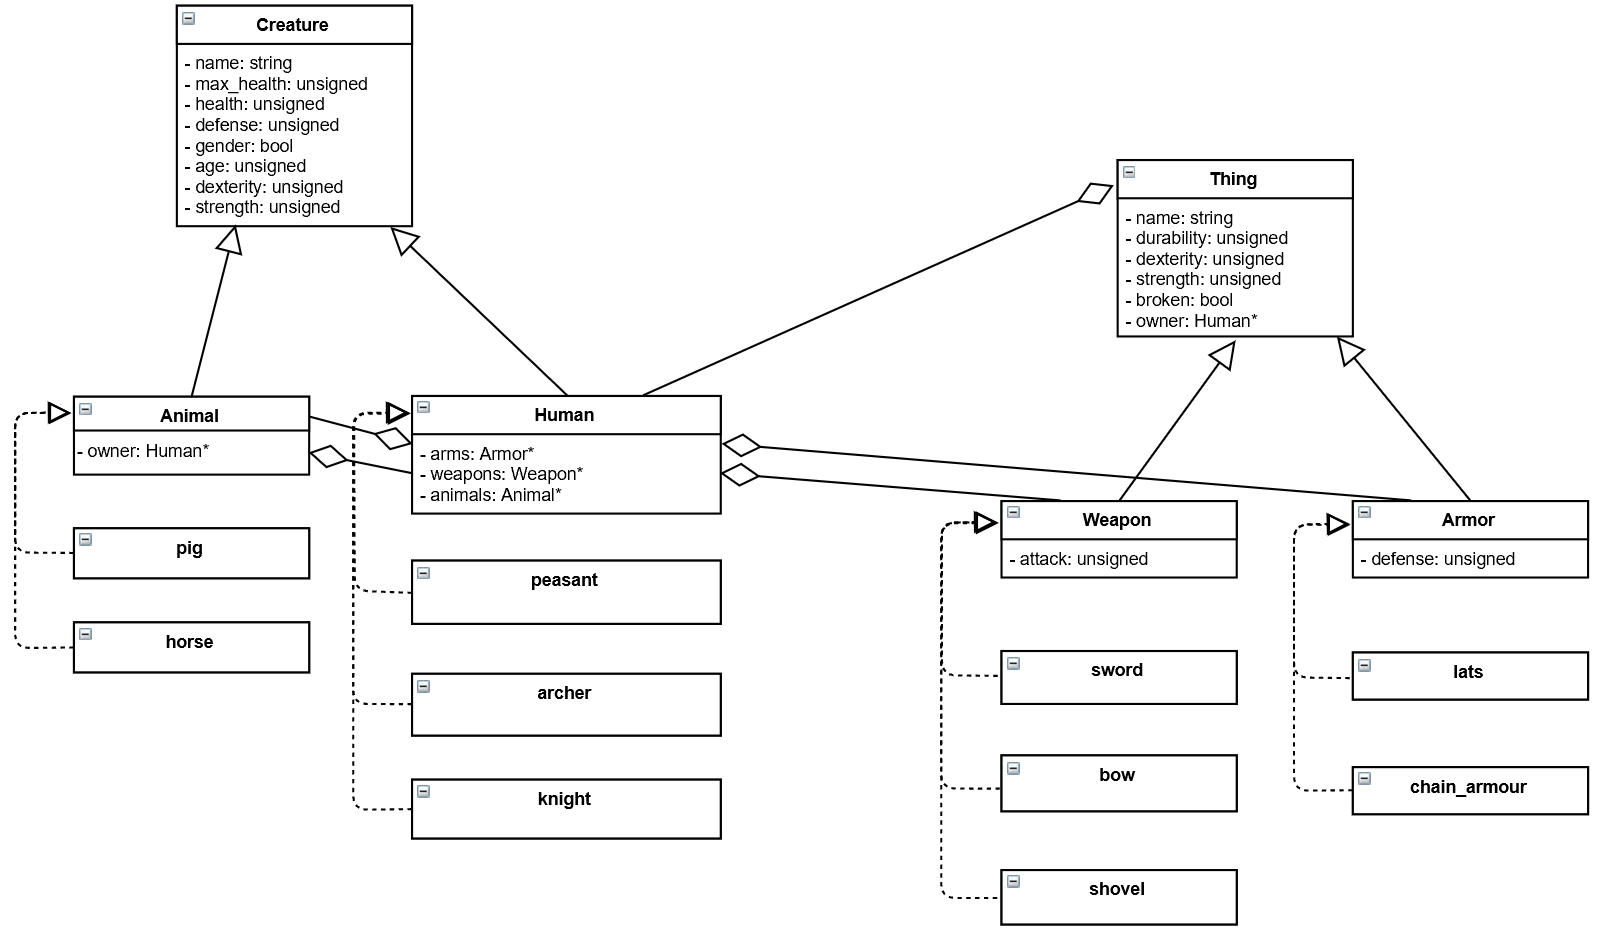 Creature
- name: string
- max_health: unsigned
- health: unsigned
- defense: unsigned
- gender: bool
- age: unsigned
- dexterity: unsigned
- strength: unsigned
Thing
- name: string
- durability: unsigned
- dexterity: unsigned
- strength: unsigned
- broken: bool
- owner: Human*
Animal
- owner: Human*
Human
- arms: Armor*
- weapons: Weapon*
- animals: Animal*
Weapon
- attack: unsigned
Armor
- defense: unsigned
pig
horse
peasant
archer
knight
sword
bow
shovel
lats
chain_armour